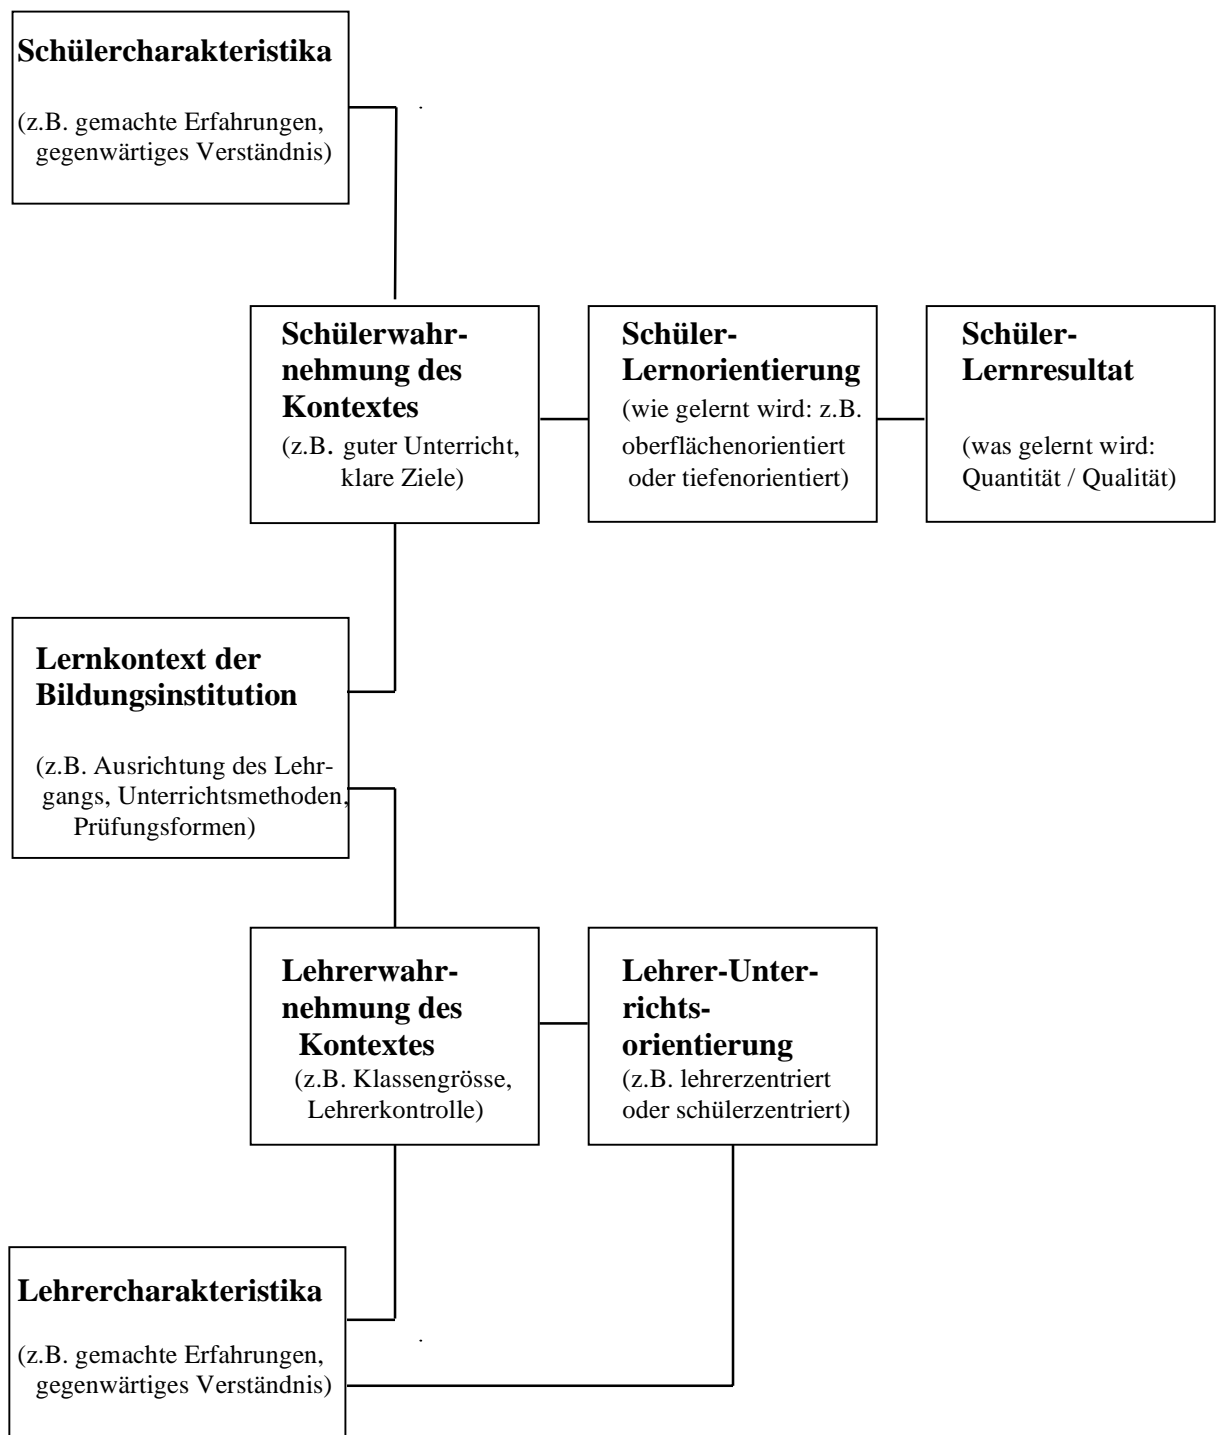 Schülercharakteristika
(z.B. gemachte Erfahrungen,
gegenwärtiges Verständnis)
Schülerwahr-
nehmung des
Kontextes
(z.B. guter Unterricht,
klare Ziele)
Schüler-
Lernorientierung
(wie gelernt wird: z.B.
oberflächenorientiert
oder tiefenorientiert)
Schüler-
Lernresultat
(was gelernt wird:
Quantität / Qualität)
Lernkontext der
Bildungsinstitution
(z.B. Ausrichtung des Lehr-
gangs, Unterrichtsmethoden,
Prüfungsformen)
Lehrerwahr-
nehmung des
Kontextes
(z.B. Klassengrösse,
Lehrerkontrolle)
Lehrer-Unter-
richts-
orientierung
(z.B. lehrerzentriert
oder schülerzentriert)
Lehrercharakteristika
(z.B. gemachte Erfahrungen,
gegenwärtiges Verständnis)